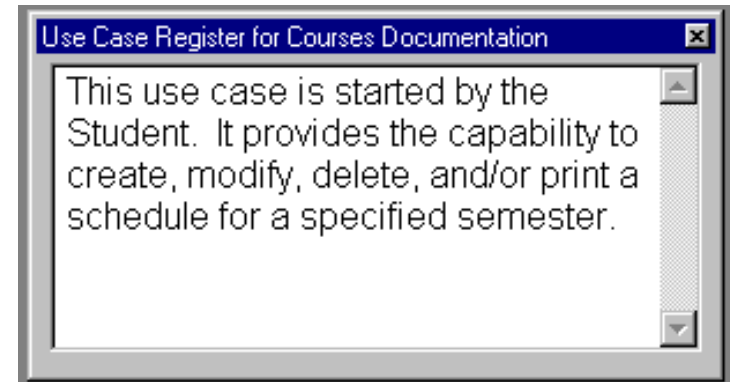 Use Case Register for Courses Documentation
This use case is started by the
Student.  It provides the capability to
create, modify, delete, and/or print a
schedule for a specified semester.